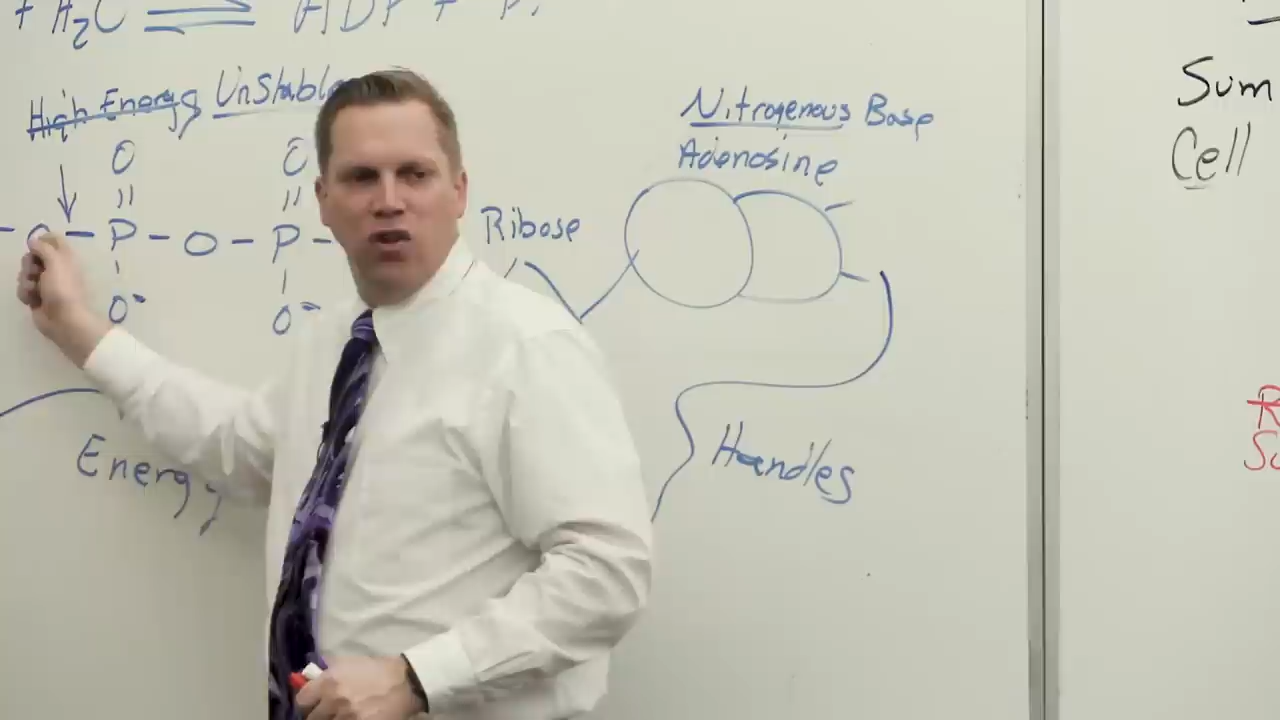 + H2O ⇌ ADP + Pi
High Energy Unstable
Nitrogenous Base
Adenosine
O O
|| ||
- O - P - O - P -
| |
O- O-
Ribose
Energy
Handles
Sum
Cell